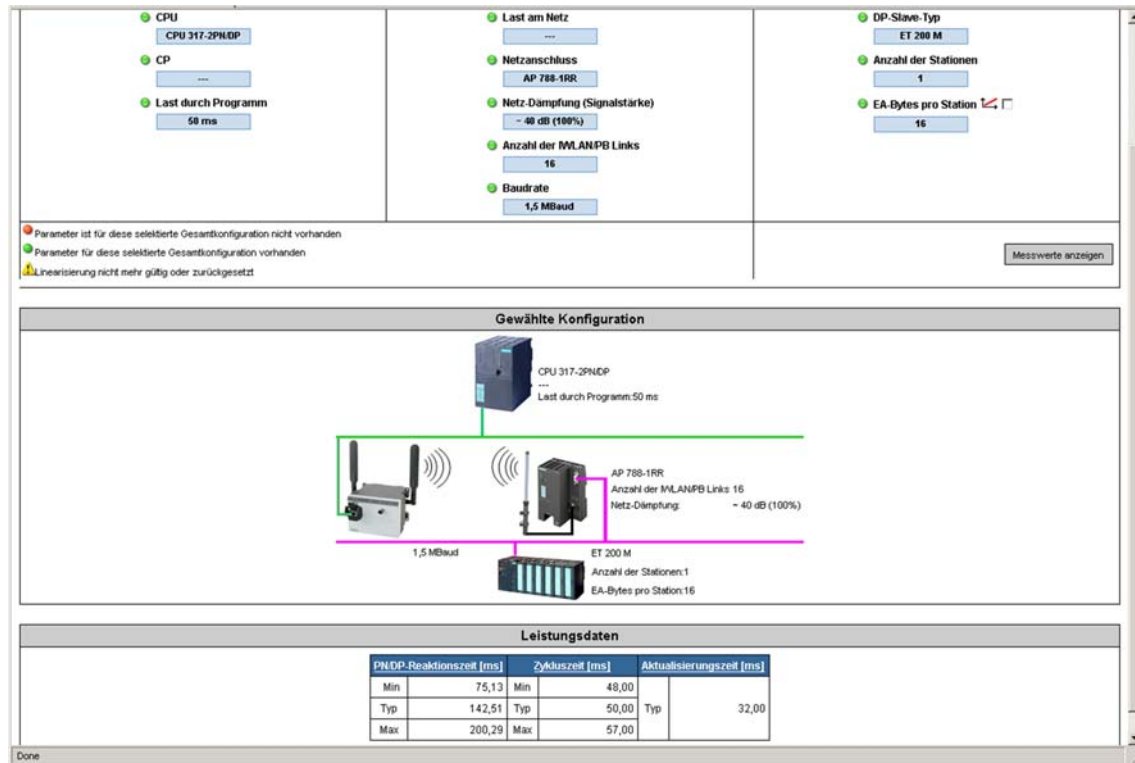 CPU
CPU 317-2PN/DP
CP
---
Last durch Programm
50 ms
Last am Netz
---
Netzanschluss
AP 788-1RR
Netz-Dämpfung (Signalstärke)
~ 40 dB (100%)
Anzahl der IWLAN/PB Links
16
Baudrate
1,5 MBaud
DP-Slave-Typ
ET 200 M
Anzahl der Stationen
1
EA-Bytes pro Station
16
Parameter ist für diese selektierte Gesamtkonfiguration nicht vorhanden
Parameter für diese selektierte Gesamtkonfiguration vorhanden
Linearisierung nicht mehr gültig oder zurückgesetzt
Messwerte anzeigen
Gewählte Konfiguration
CPU 317-2PN/DP
---
Last durch Programm:50 ms
AP 788-1RR
Anzahl der IWLAN/PB Links 16
Netz-Dämpfung: ~ 40 dB (100%)
1,5 MBaud
ET 200 M
Anzahl der Stationen:1
EA-Bytes pro Station:16
Leistungsdaten
PN/DP-Reaktionszeit [ms] Zykluszeit [ms] Aktualisierungszeit [ms]
Min 75,13 Min 48,00
Typ 142,51 Typ 50,00 Typ 32,00
Max 200,29 Max 57,00
Done